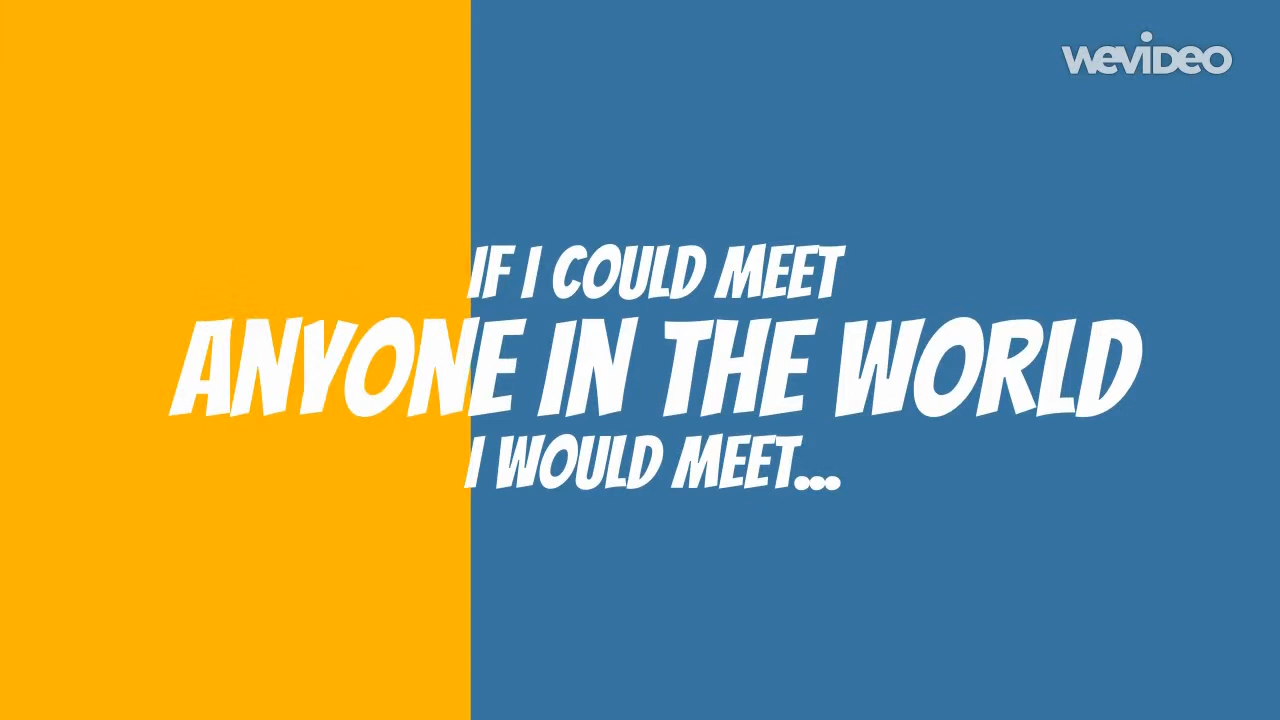 WEVIDEO
IF I COULD MEET
ANYONE IN THE WORLD
I WOULD MEET...